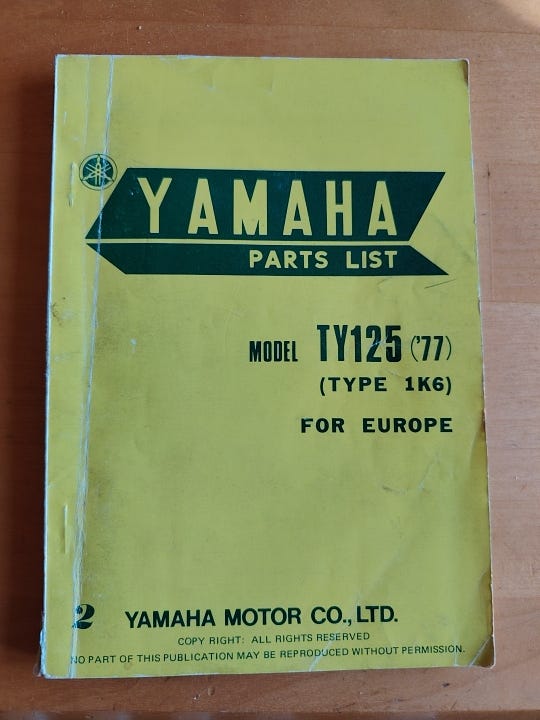 YAMAHA
PARTS LIST
MODEL TY125 ('77)
(TYPE 1K6)
FOR EUROPE
2 YAMAHA MOTOR CO., LTD.
COPY RIGHT: ALL RIGHTS RESERVED
NO PART OF THIS PUBLICATION MAY BE REPRODUCED WITHOUT PERMISSION.